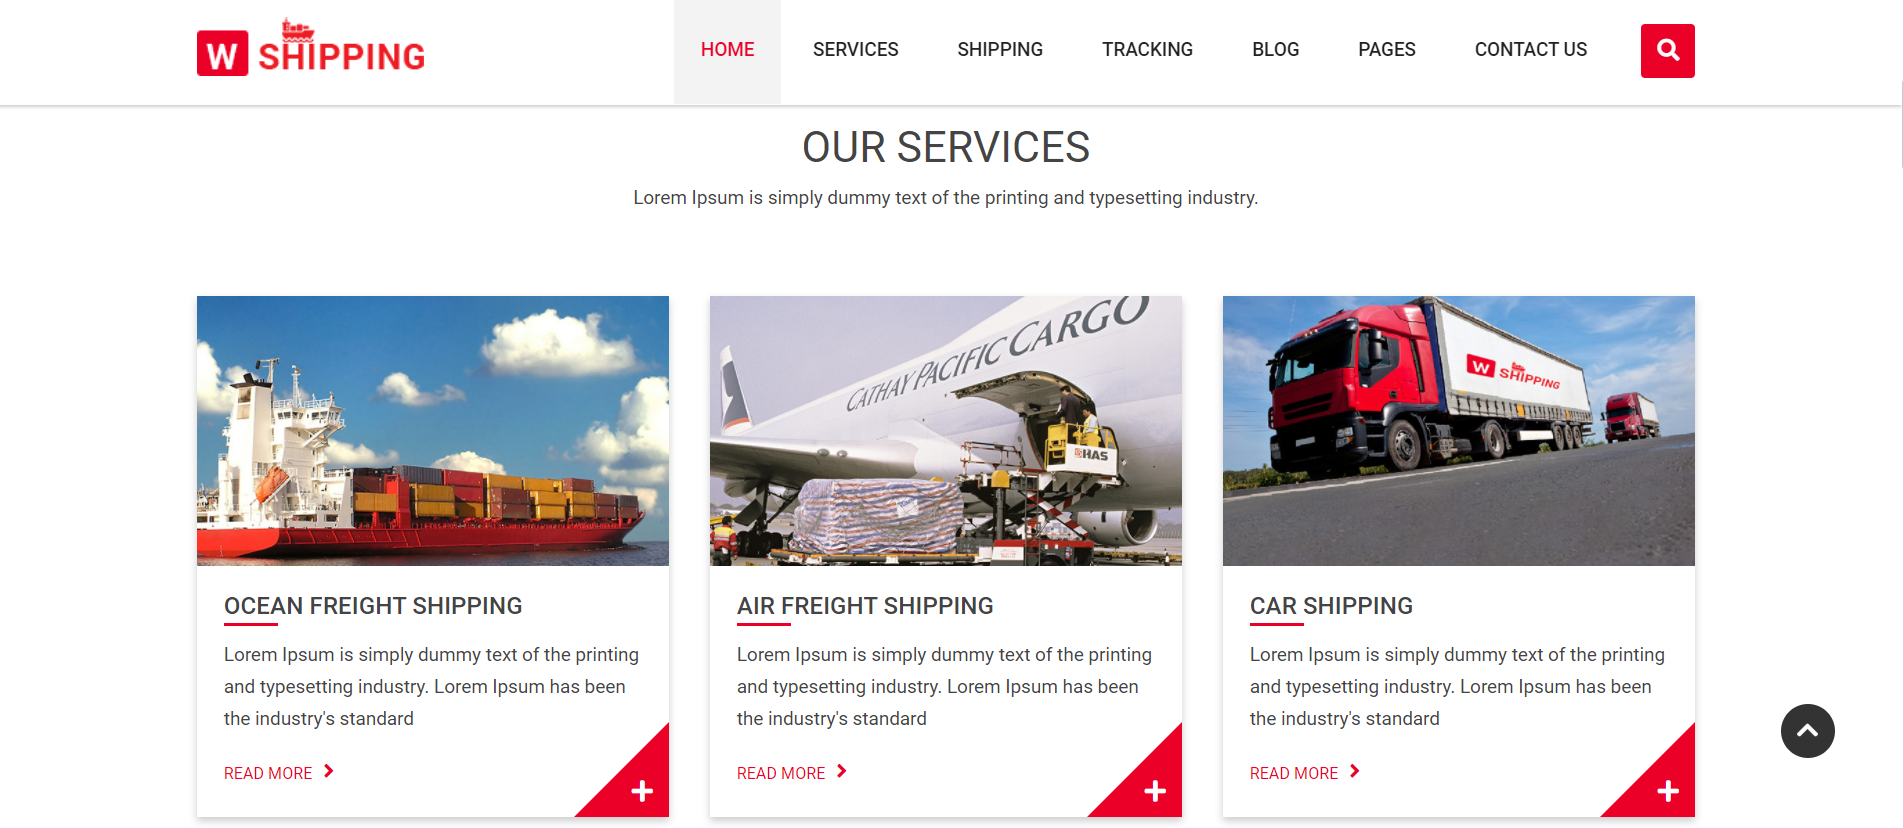 W SHIPPING
HOME SERVICES SHIPPING TRACKING BLOG PAGES CONTACT US
OUR SERVICES
Lorem Ipsum is simply dummy text of the printing and typesetting industry.
CATHAY PACIFIC CARGO
HAS
W SHIPPING
OCEAN FREIGHT SHIPPING
Lorem Ipsum is simply dummy text of the printing
and typesetting industry. Lorem Ipsum has been
the industry's standard
READ MORE
AIR FREIGHT SHIPPING
Lorem Ipsum is simply dummy text of the printing
and typesetting industry. Lorem Ipsum has been
the industry's standard
READ MORE
CAR SHIPPING
Lorem Ipsum is simply dummy text of the printing
and typesetting industry. Lorem Ipsum has been
the industry's standard
READ MORE